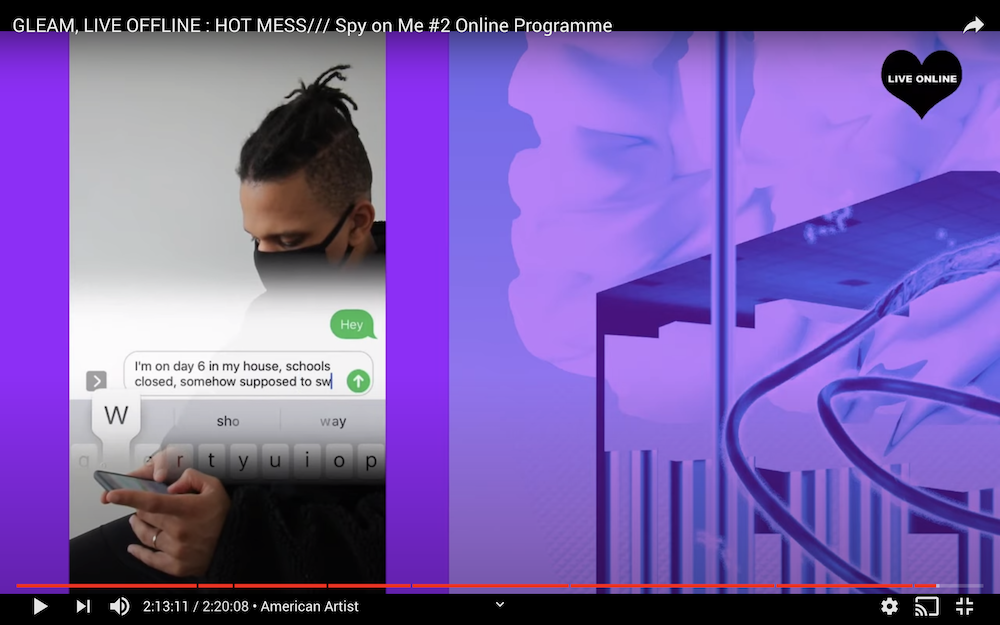 GLEAM, LIVE OFFLINE : HOT MESS/// Spy on Me #2 Online Programme
LIVE ONLINE
Hey
I'm on day 6 in my house, schools
closed, somehow supposed to sw
W
sho way
q e r t y u i o p
2:13:11 / 2:20:08 • American Artist